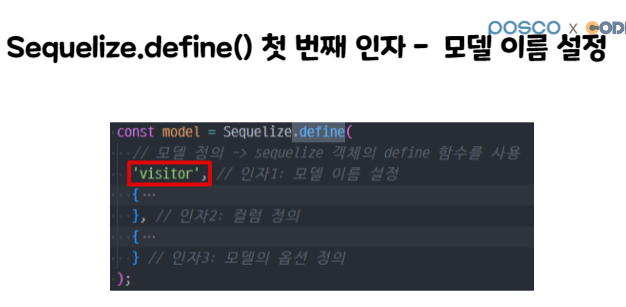 POSCO X CODI
Sequelize.define() 첫 번째 인자 - 모델 이름 설정
const model = Sequelize.define(
// 모델 정의 -> sequelize 객체의 define 함수를 사용
'visitor', // 인자1: 모델 이름 설정
{ …
}, // 인자2: 컬럼 정의
{ …
} // 인자3: 모델의 옵션 정의
);